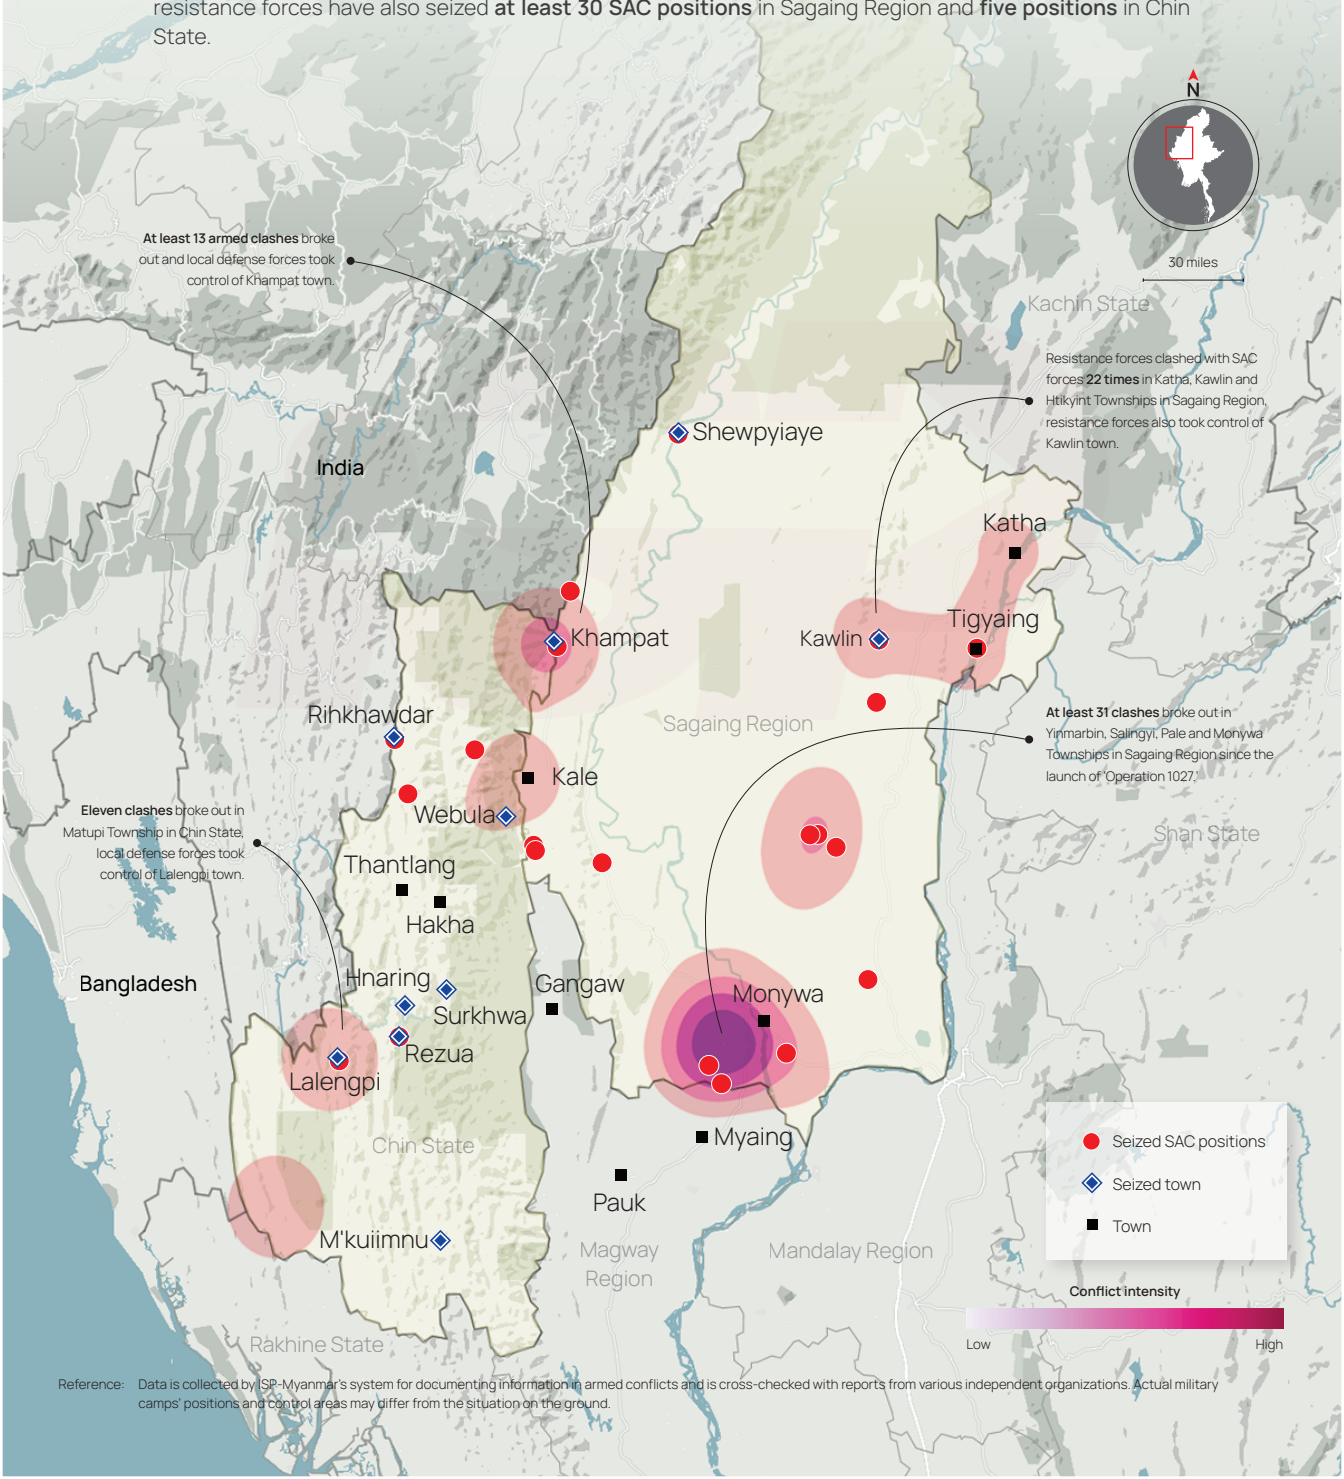 resistance forces have also seized at least 30 SAC positions in Sagaing Region and five positions in Chin
State.
N
30 miles
At least 13 armed clashes broke
out and local defense forces took
control of Khampat town.
Kachin State
Resistance forces clashed with SAC
forces 22 times in Katha, Kawlin and
Htikyint Townships in Sagaing Region,
resistance forces also took control of
Kawlin town.
Shewpyiaye
India
Katha
Tigyaing
Khampat
Kawlin
Rihkhawdar
Sagaing Region
At least 31 clashes broke out in
Yinmarbin, Salingyi, Pale and Monywa
Townships in Sagaing Region since the
launch of 'Operation 1027.'
Kale
Webula
Eleven clashes broke out in
Matupi Township in Chin State,
local defense forces took
control of Lalengpi town.
Shan State
Thantlang
Hakha
Bangladesh
Hnaring
Gangaw
Monywa
Surkhwa
Rezua
Lalengpi
Chin State
Myaing
Pauk
M'kuiimnu
Magway
Region
Mandalay Region
Seized SAC positions
Seized town
Town
Conflict intensity
Low
High
Rakhine State
Reference: Data is collected by ISP-Myanmar's system for documenting information in armed conflicts and is cross-checked with reports from various independent organizations. Actual military
camps' positions and control areas may differ from the situation on the ground.